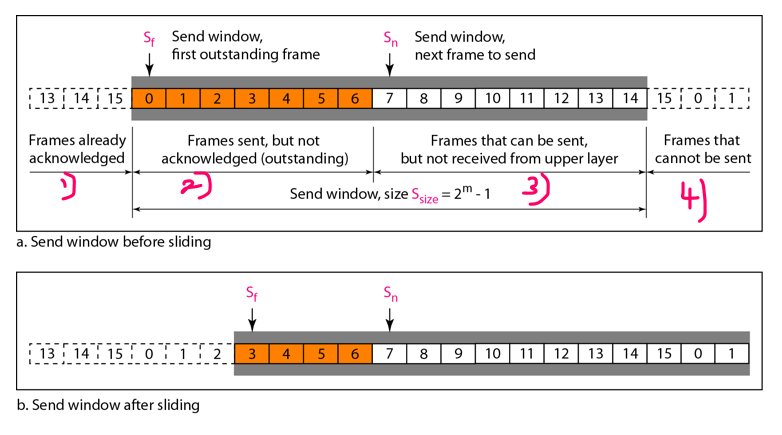 Sf Send window, first outstanding frame
Sn Send window, next frame to send
13 14 15 0 1 2 3 4 5 6 7 8 9 10 11 12 13 14 15 0 1
Frames already acknowledged
1)
Frames sent, but not acknowledged (outstanding)
2)
Frames that can be sent, but not received from upper layer
3)
Frames that cannot be sent
4)
Send window, size Ssize = 2^m - 1
a. Send window before sliding
Sf Sn
13 14 15 0 1 2 3 4 5 6 7 8 9 10 11 12 13 14 15 0 1
b. Send window after sliding